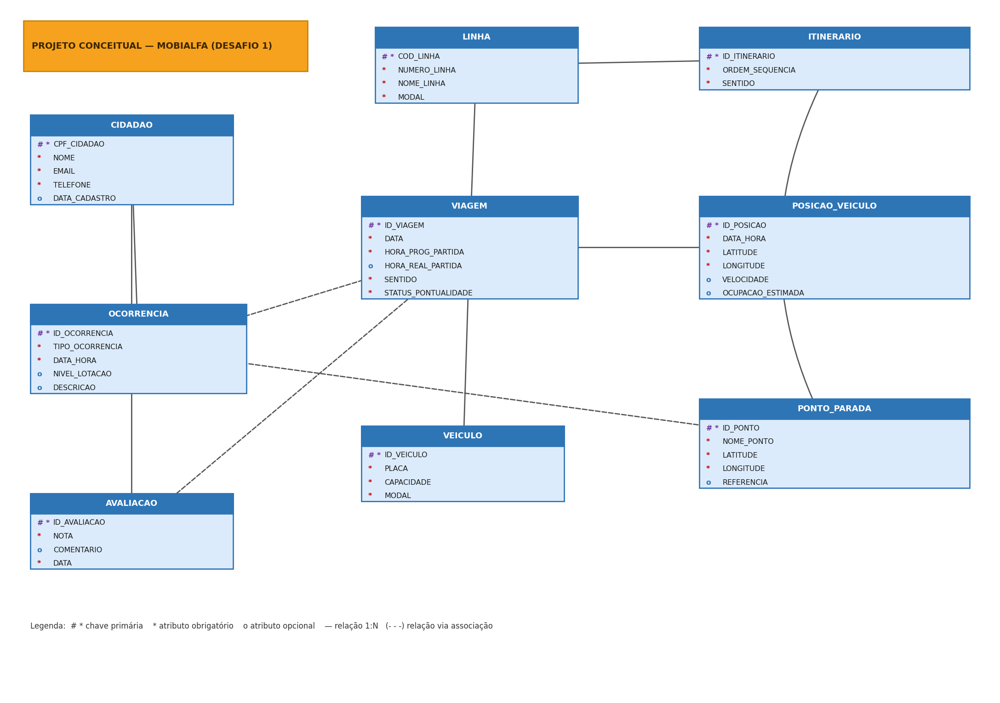 PROJETO CONCEITUAL — MOBIALFA (DESAFIO 1)
LINHA
# * COD_LINHA
* NUMERO_LINHA
* NOME_LINHA
* MODAL
ITINERARIO
# * ID_ITINERARIO
* ORDEM_SEQUENCIA
* SENTIDO
CIDADAO
# * CPF_CIDADAO
* NOME
* EMAIL
* TELEFONE
o DATA_CADASTRO
VIAGEM
# * ID_VIAGEM
* DATA
* HORA_PROG_PARTIDA
o HORA_REAL_PARTIDA
* SENTIDO
* STATUS_PONTUALIDADE
POSICAO_VEICULO
# * ID_POSICAO
* DATA_HORA
* LATITUDE
* LONGITUDE
o VELOCIDADE
o OCUPACAO_ESTIMADA
OCORRENCIA
# * ID_OCORRENCIA
* TIPO_OCORRENCIA
* DATA_HORA
o NIVEL_LOTACAO
o DESCRICAO
VEICULO
# * ID_VEICULO
* PLACA
* CAPACIDADE
* MODAL
PONTO_PARADA
# * ID_PONTO
* NOME_PONTO
* LATITUDE
* LONGITUDE
o REFERENCIA
AVALIACAO
# * ID_AVALIACAO
* NOTA
o COMENTARIO
* DATA
Legenda: # * chave primária * atributo obrigatório o atributo opcional — relação 1:N (- - -) relação via associação